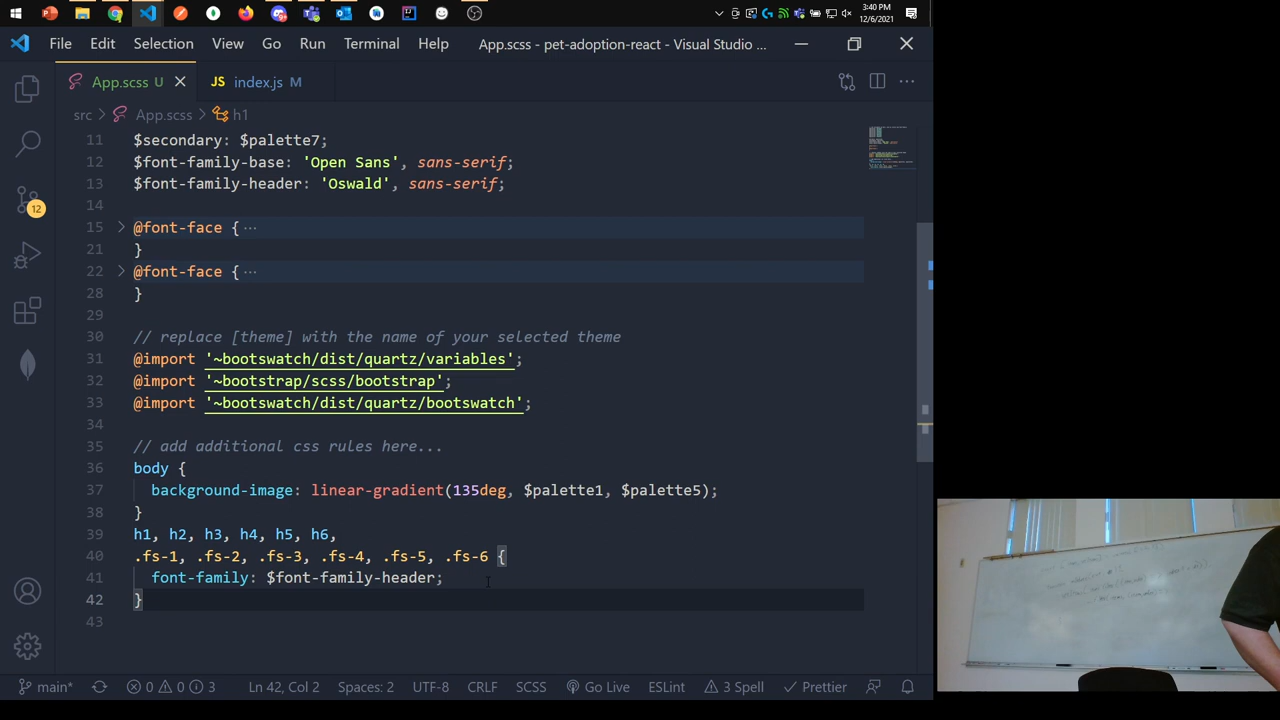 3:40 PM
12/6/2021
File Edit Selection View Go Run Terminal Help App.scss - pet-adoption-react - Visual Studio ...
App.scss U JS index.js M
src > App.scss > h1
11 $secondary: $palette7;
12 $font-family-base: 'Open Sans', sans-serif;
13 $font-family-header: 'Oswald', sans-serif;
14
15 @font-face { ...
21 }
22 @font-face { ...
28 }
29
30 // replace [theme] with the name of your selected theme
31 @import '~bootswatch/dist/quartz/variables';
32 @import '~bootstrap/scss/bootstrap';
33 @import '~bootswatch/dist/quartz/bootswatch';
34
35 // add additional css rules here...
36 body {
37 background-image: linear-gradient(135deg, $palette1, $palette5);
38 }
39 h1, h2, h3, h4, h5, h6,
40 .fs-1, .fs-2, .fs-3, .fs-4, .fs-5, .fs-6 {
41 font-family: $font-family-header;
42 }
43
12
main* 0 0 3 Ln 42, Col 2 Spaces: 2 UTF-8 CRLF SCSS Go Live ESLint 3 Spell Prettier